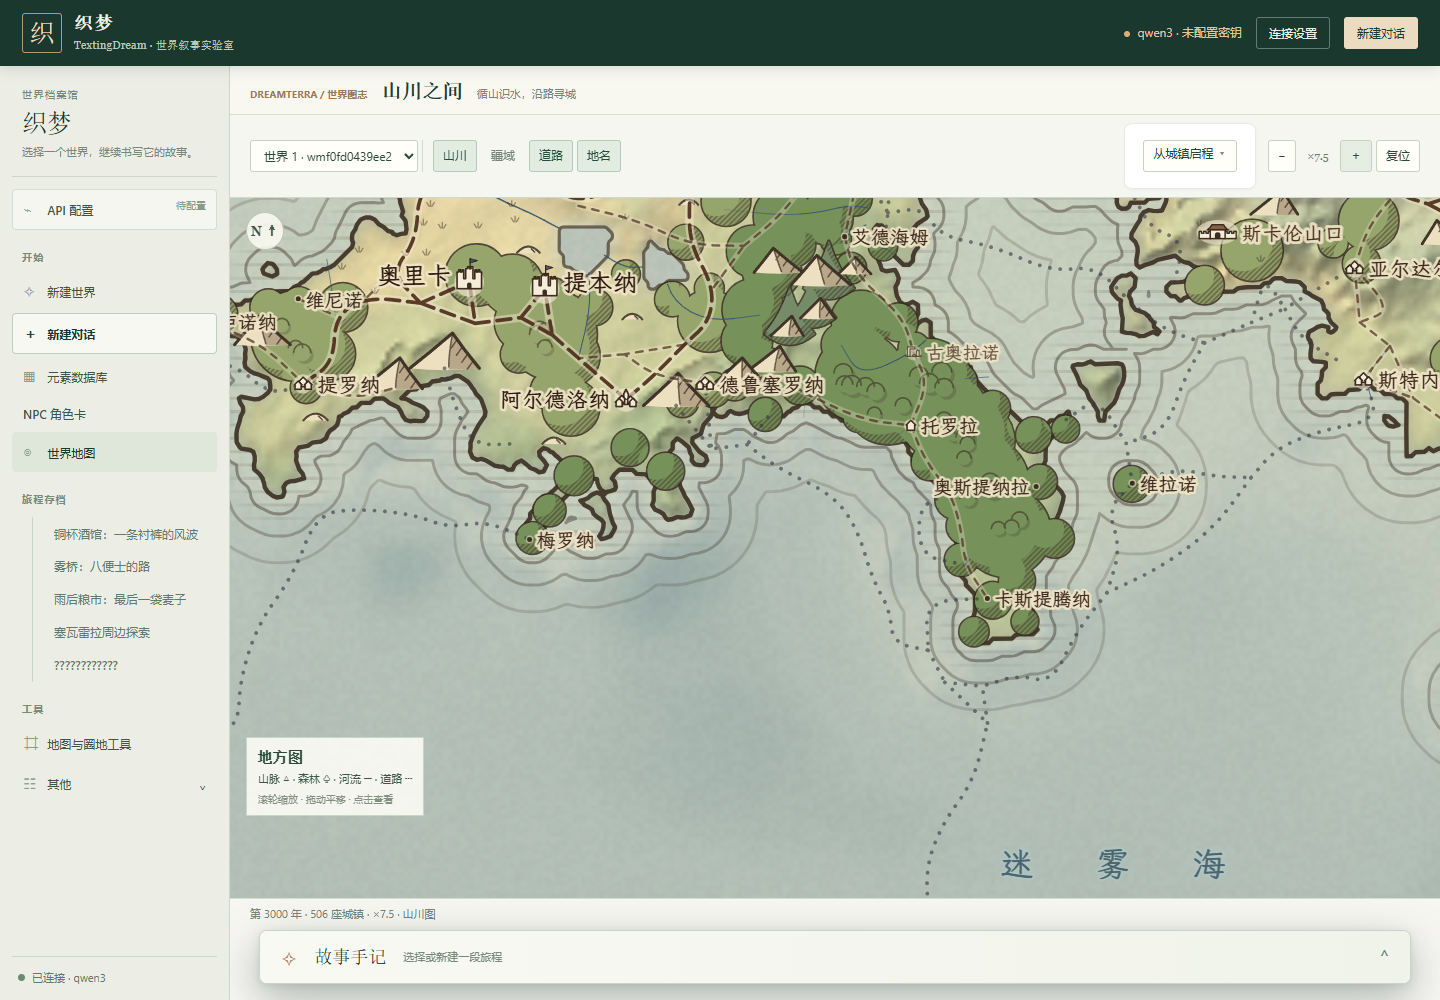 织
织梦
TextingDream · 世界叙事实验室
qwen3 · 未配置密钥
连接设置
新建对话
世界档案馆
织梦
选择一个世界，继续书写它的故事。
API 配置
待配置
开始
新建世界
+ 新建对话
元素数据库
NPC 角色卡
世界地图
旅程存档
铜杯酒馆：一条衬裤的风波
雾桥：八便士的路
雨后粮市：最后一袋麦子
塞瓦雷拉周边探索
????????????
工具
地图与圈地工具
其他
已连接 · qwen3
DREAMTERRA / 世界图志
山川之间
循山识水，沿路寻城
世界 1 · wmf0fd0439ee2
山川
疆域
道路
地名
从城镇启程
−
×7.5
+
复位
N
艾德海姆
斯卡伦山口
奥里卡
提本纳
亚尔达尔
维尼诺
诺纳
古奥拉诺
提罗纳
德鲁塞罗纳
斯特内
阿尔德洛纳
托罗拉
奥斯提纳拉
维拉诺
梅罗纳
卡斯提腾纳
地方图
山脉 · 森林 · 河流 · 道路
滚轮缩放 · 拖动平移 · 点击查看
迷雾海
第 3000 年 · 506 座城镇 · ×7.5 · 山川图
故事手记
选择或新建一段旅程